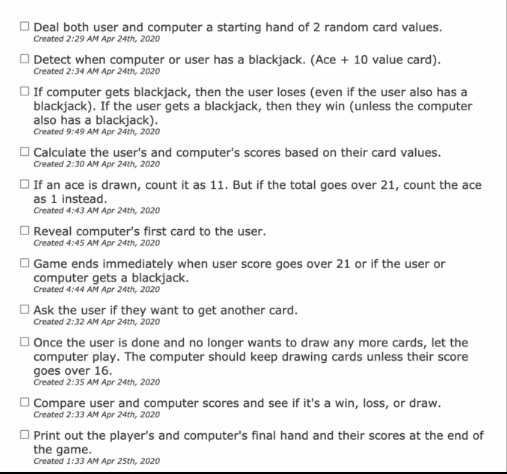 Deal both user and computer a starting hand of 2 random card values.
Created 2:29 AM Apr 24th, 2020
Detect when computer or user has a blackjack. (Ace + 10 value card).
Created 2:34 AM Apr 24th, 2020
If computer gets blackjack, then the user loses (even if the user also has a
blackjack). If the user gets a blackjack, then they win (unless the computer
also has a blackjack).
Created 9:49 AM Apr 24th, 2020
Calculate the user's and computer's scores based on their card values.
Created 2:30 AM Apr 24th, 2020
If an ace is drawn, count it as 11. But if the total goes over 21, count the ace
as 1 instead.
Created 4:43 AM Apr 24th, 2020
Reveal computer's first card to the user.
Created 4:45 AM Apr 24th, 2020
Game ends immediately when user score goes over 21 or if the user or
computer gets a blackjack.
Created 4:44 AM Apr 24th, 2020
Ask the user if they want to get another card.
Created 2:32 AM Apr 24th, 2020
Once the user is done and no longer wants to draw any more cards, let the
computer play. The computer should keep drawing cards unless their score
goes over 16.
Created 2:35 AM Apr 24th, 2020
Compare user and computer scores and see if it's a win, loss, or draw.
Created 2:33 AM Apr 24th, 2020
Print out the player's and computer's final hand and their scores at the end of
the game.
Created 1:33 AM Apr 25th, 2020